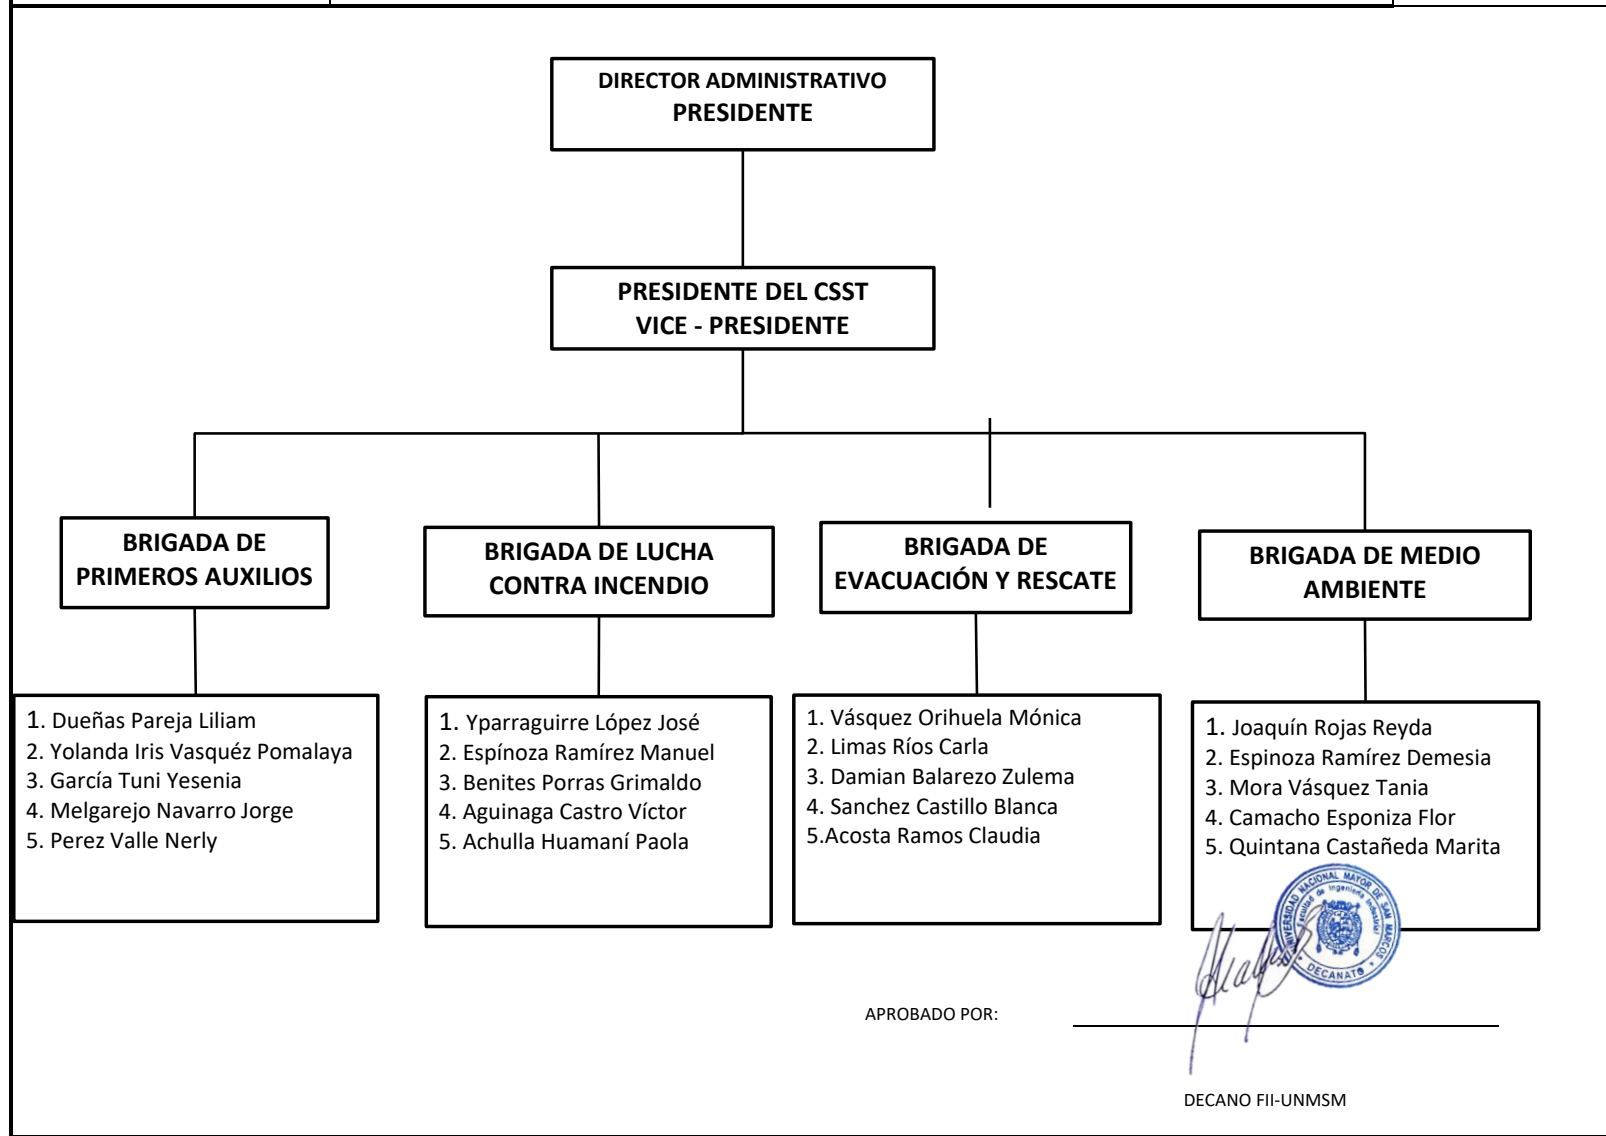 DIRECTOR ADMINISTRATIVO
PRESIDENTE
PRESIDENTE DEL CSST
VICE - PRESIDENTE
BRIGADA DE
PRIMEROS AUXILIOS
BRIGADA DE LUCHA
CONTRA INCENDIO
BRIGADA DE
EVACUACIÓN Y RESCATE
BRIGADA DE MEDIO
AMBIENTE
1. Dueñas Pareja Liliam
2. Yolanda Iris Vasquéz Pomalaya
3. García Tuni Yesenia
4. Melgarejo Navarro Jorge
5. Perez Valle Nerly
1. Yparraguirre López José
2. Espínoza Ramírez Manuel
3. Benites Porras Grimaldo
4. Aguinaga Castro Víctor
5. Achulla Huamaní Paola
1. Vásquez Orihuela Mónica
2. Limas Ríos Carla
3. Damian Balarezo Zulema
4. Sanchez Castillo Blanca
5.Acosta Ramos Claudia
1. Joaquín Rojas Reyda
2. Espinoza Ramírez Demesia
3. Mora Vásquez Tania
4. Camacho Esponiza Flor
5. Quintana Castañeda Marita
UNIVERSIDAD NACIONAL MAYOR DE SAN MARCOS
Facultad de Ingeniería Industrial
DECANATO
APROBADO POR:
DECANO FII-UNMSM